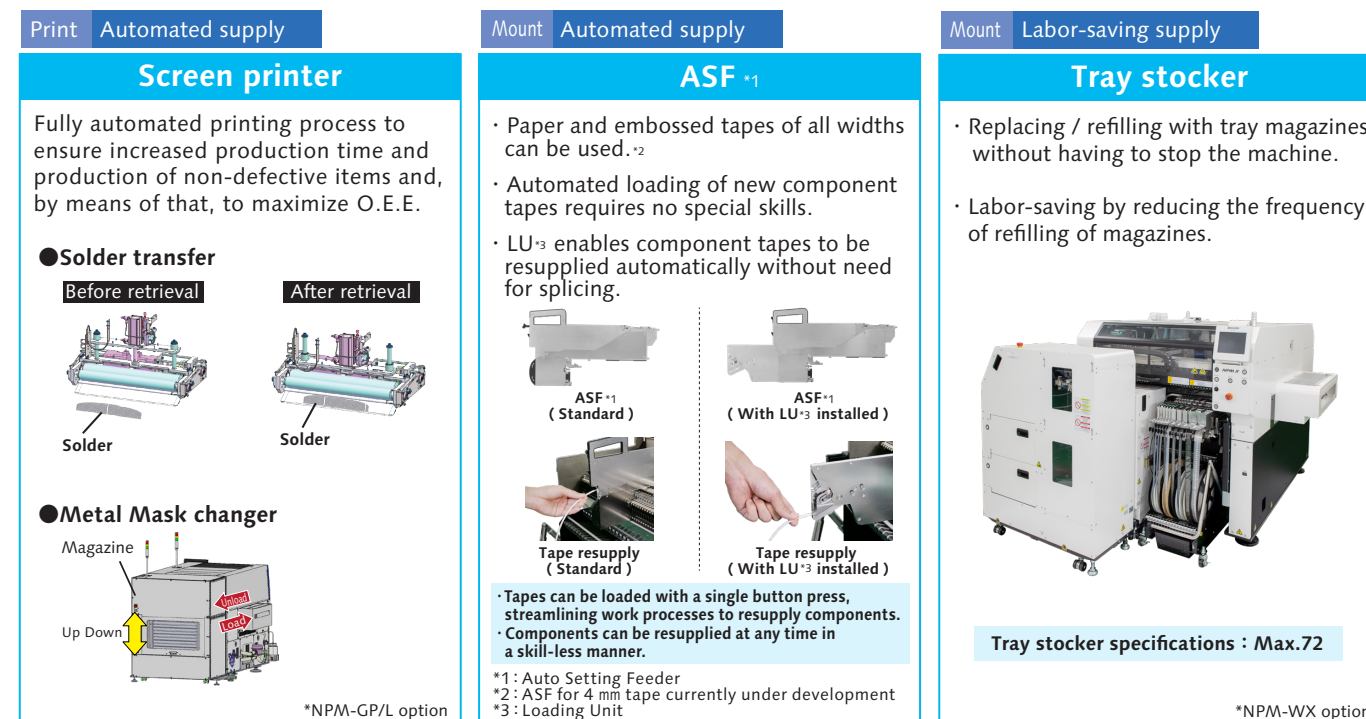 Print Automated supply
Screen printer
Fully automated printing process to
ensure increased production time and
production of non-defective items and,
by means of that, to maximize O.E.E.
●Solder transfer
Before retrieval After retrieval
Solder
Solder
●Metal Mask changer
Magazine
Unload
Load
Up Down
*NPM-GP/L option
Mount Automated supply
ASF *1
· Paper and embossed tapes of all widths
can be used.*2
· Automated loading of new component
tapes requires no special skills.
· LU*3 enables component tapes to be
resupplied automatically without need
for splicing.
ASF*1
( Standard )
ASF*1
( With LU*3 installed )
Tape resupply
( Standard )
Tape resupply
( With LU*3 installed )
·Tapes can be loaded with a single button press,
streamlining work processes to resupply components.
· Components can be resupplied at any time in
a skill-less manner.
*1：Auto Setting Feeder
*2：ASF for 4 ㎜ tape currently under development
*3：Loading Unit
Mount Labor-saving supply
Tray stocker
· Replacing / refilling with tray magazines
without having to stop the machine.
· Labor-saving by reducing the frequency
of refilling of magazines.
Tray stocker specifications：Max.72
*NPM-WX option